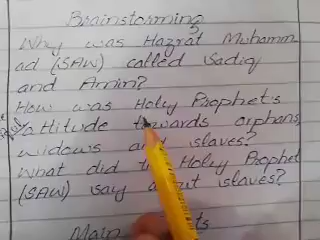 Brainstorming
Why was Hazrat Muhamm
ad (SAW) called Sadiq
and Amin?
How was Holy Prophet's
attitude towards orphans,
widows and slaves?
What did the Holy Prophet
(SAW) say about slaves?
Main